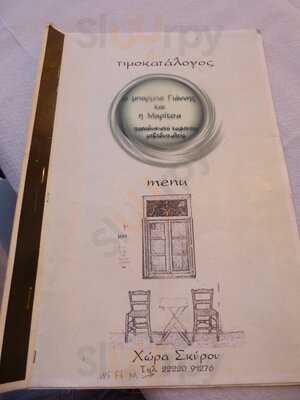 τιμοκατάλογος
ο μπάρμπα Γιάννης
και
η Μαρίτσα
menu
Χώρα Σκύρου
Τηλ. 22220 91276